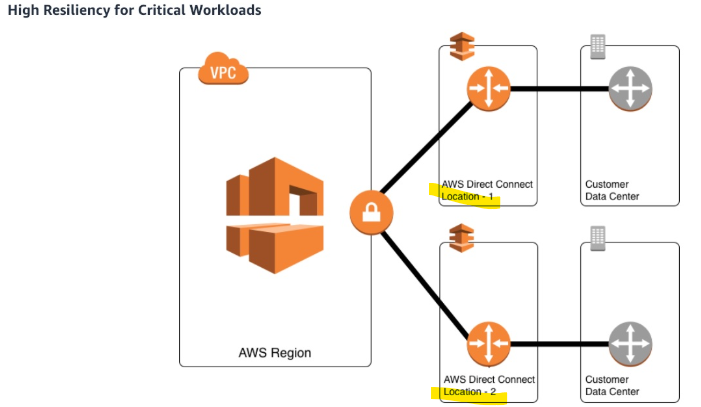 High Resiliency for Critical Workloads
VPC
AWS Direct Connect
Location - 1
Customer
Data Center
AWS Region
AWS Direct Connect
Location - 2
Customer
Data Center